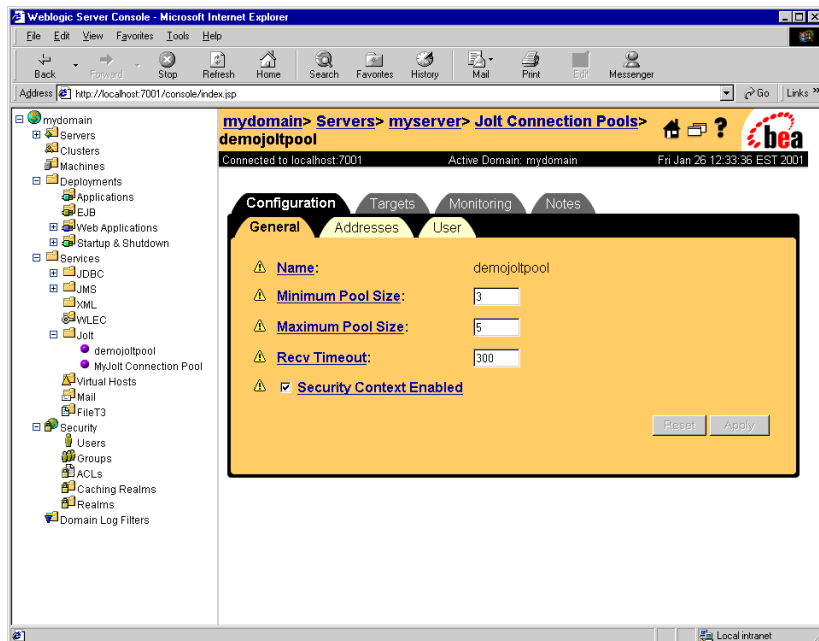 Weblogic Server Console - Microsoft Internet Explorer
File Edit View Favorites Tools Help
Back Forward Stop Refresh Home Search Favorites History Mail Print Edit Messenger
Address http://localhost:7001/console/index.jsp Go Links »
mydomain
Servers
Clusters
Machines
Deployments
Applications
EJB
Web Applications
Startup & Shutdown
Services
JDBC
JMS
XML
WLEC
Jolt
demojoltpool
MyJolt Connection Pool
Virtual Hosts
Mail
FileT3
Security
Users
Groups
ACLs
Caching Realms
Realms
Domain Log Filters
mydomain> Servers> myserver> Jolt Connection Pools>
demojoltpool
? bea
Connected to localhost:7001 Active Domain: mydomain Fri Jan 26 12:33:36 EST 2001
Configuration Targets Monitoring Notes
General Addresses User
Name: demojoltpool
Minimum Pool Size: 3
Maximum Pool Size: 5
Recv Timeout: 300
Security Context Enabled
Reset Apply
Local intranet